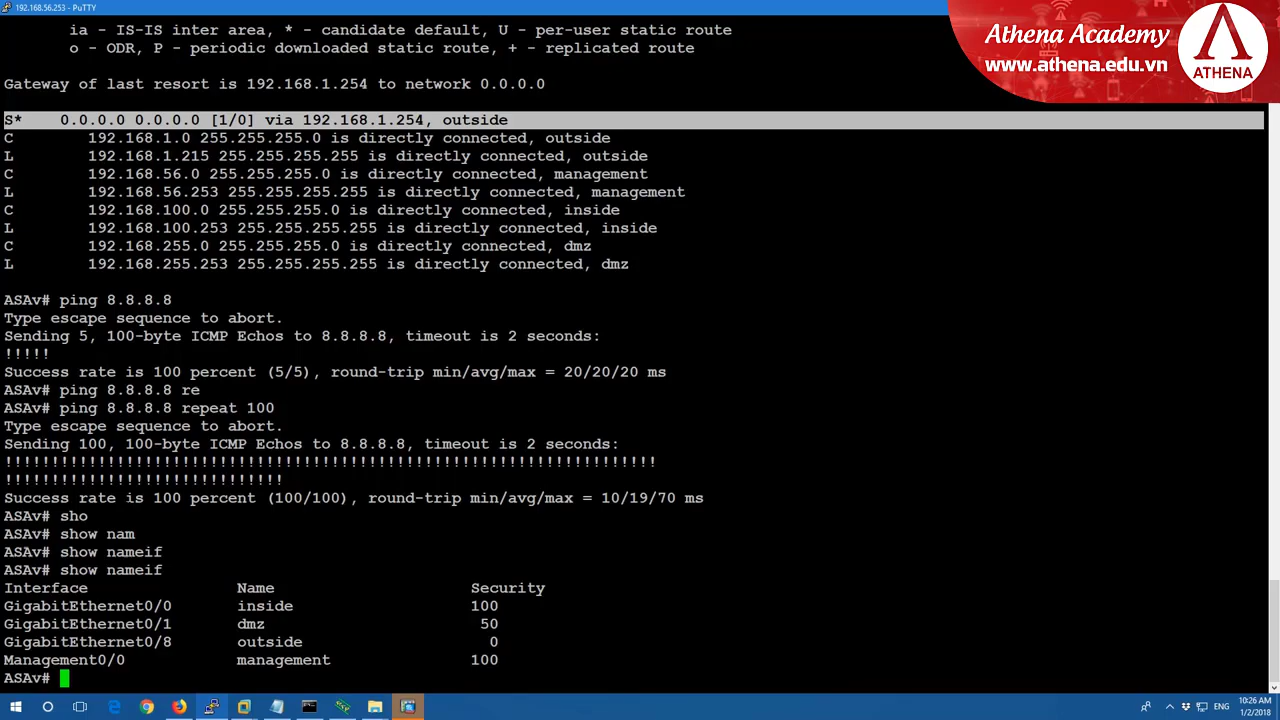 192.168.56.253 - PuTTY
ia - IS-IS inter area, * - candidate default, U - per-user static route
o - ODR, P - periodic downloaded static route, + - replicated route
Gateway of last resort is 192.168.1.254 to network 0.0.0.0
S* 0.0.0.0 0.0.0.0 [1/0] via 192.168.1.254, outside
C 192.168.1.0 255.255.255.0 is directly connected, outside
L 192.168.1.215 255.255.255.255 is directly connected, outside
C 192.168.56.0 255.255.255.0 is directly connected, management
L 192.168.56.253 255.255.255.255 is directly connected, management
C 192.168.100.0 255.255.255.0 is directly connected, inside
L 192.168.100.253 255.255.255.255 is directly connected, inside
C 192.168.255.0 255.255.255.0 is directly connected, dmz
L 192.168.255.253 255.255.255.255 is directly connected, dmz
ASAv# ping 8.8.8.8
Type escape sequence to abort.
Sending 5, 100-byte ICMP Echos to 8.8.8.8, timeout is 2 seconds:
!!!!!
Success rate is 100 percent (5/5), round-trip min/avg/max = 20/20/20 ms
ASAv# ping 8.8.8.8 re
ASAv# ping 8.8.8.8 repeat 100
Type escape sequence to abort.
Sending 100, 100-byte ICMP Echos to 8.8.8.8, timeout is 2 seconds:
!!!!!!!!!!!!!!!!!!!!!!!!!!!!!!!!!!!!!!!!!!!!!!!!!!!!!!!!!!!!!!!!!!!!!!
!!!!!!!!!!!!!!!!!!!!!!!!!!!!!!
Success rate is 100 percent (100/100), round-trip min/avg/max = 10/19/70 ms
ASAv# sho
ASAv# show nam
ASAv# show nameif
ASAv# show nameif
Interface Name Security
GigabitEthernet0/0 inside 100
GigabitEthernet0/1 dmz 50
GigabitEthernet0/8 outside 0
Management0/0 management 100
ASAv#
Athena Academy
www.athena.edu.vn
ATHENA
ENG
10:26 AM
1/2/2018